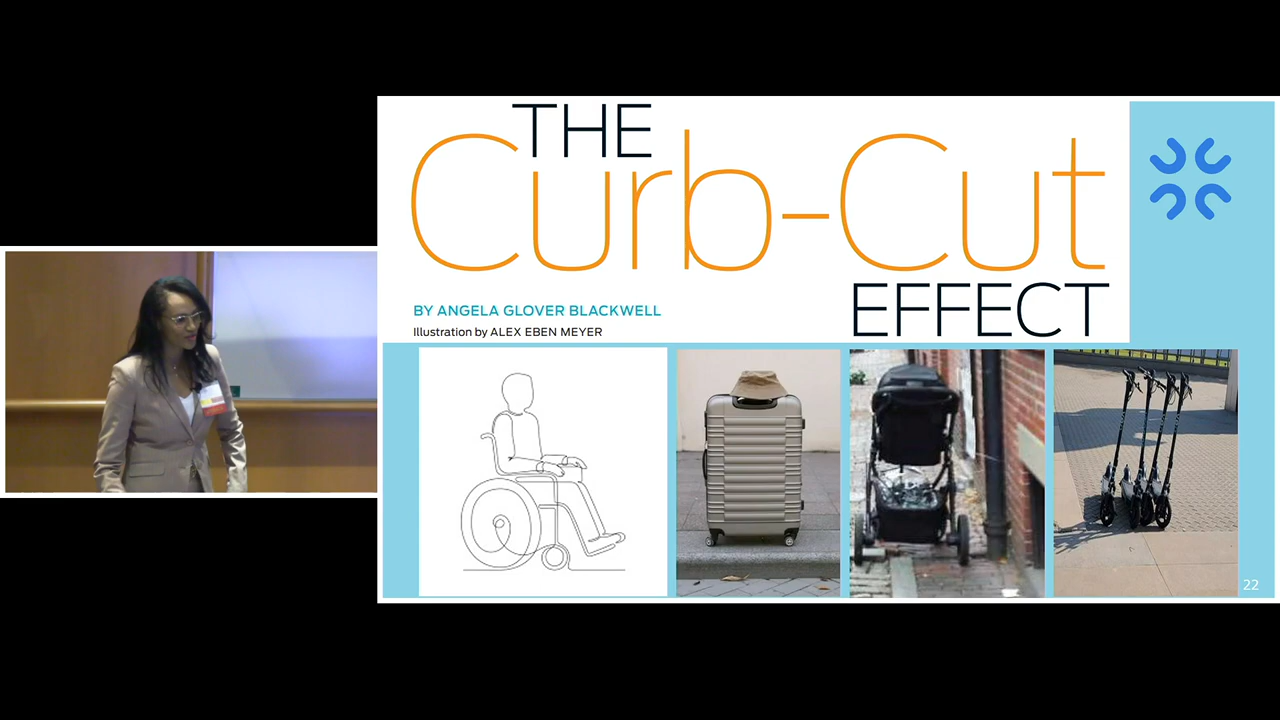 THE
Curb-Cut
EFFECT
BY ANGELA GLOVER BLACKWELL
Illustration by ALEX EBEN MEYER
22